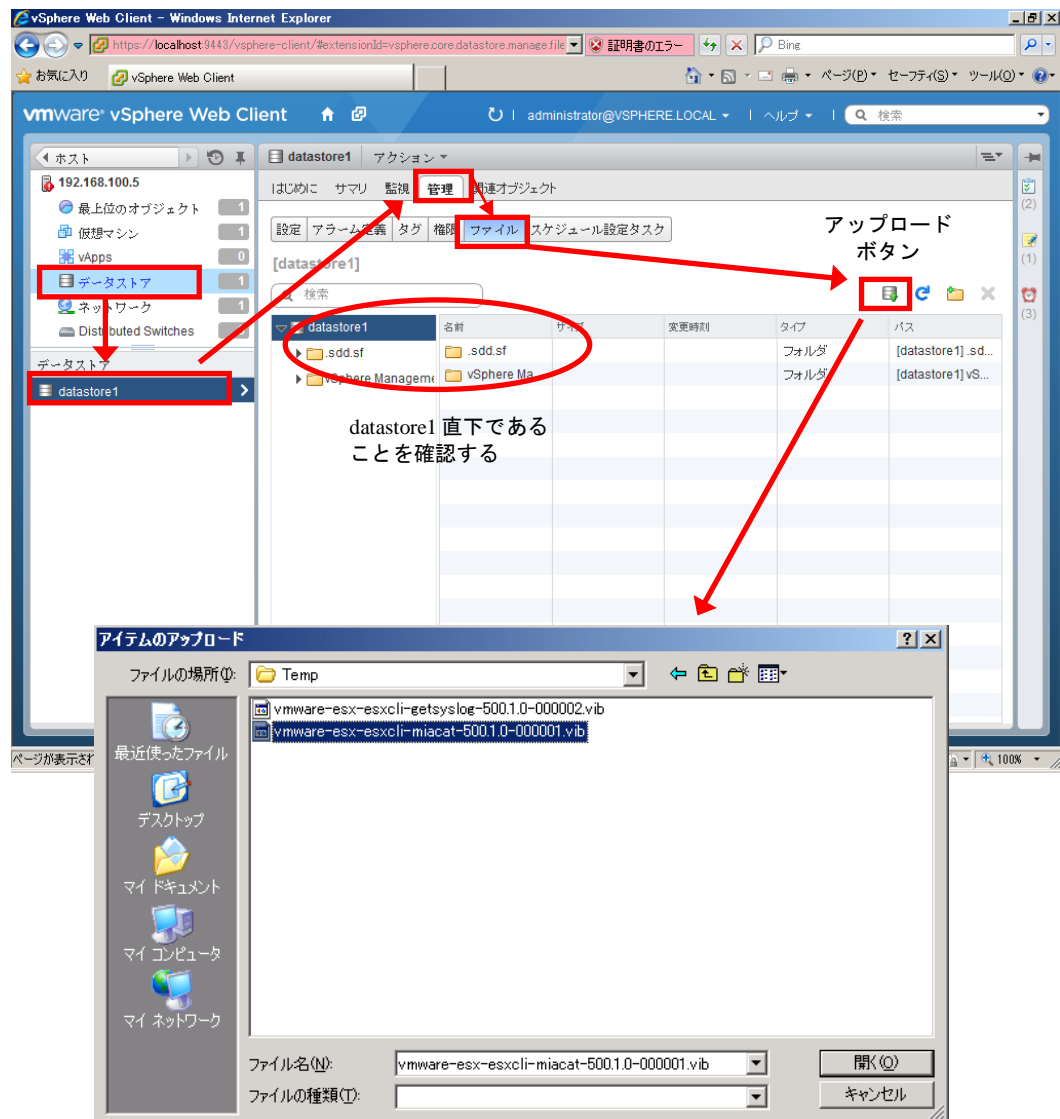 vSphere Web Client - Windows Internet Explorer
https://localhost:9443/vsphere-client/#extensionId=vsphere.core.datastore.manage.file
証明書のエラー
Bing
お気に入り
vSphere Web Client
ページ(P)
セーフティ(S)
ツール(O)
vmware® vSphere Web Client
administrator@VSPHERE.LOCAL
ヘルプ
検索
ホスト
192.168.100.5
最上位のオブジェクト 1
仮想マシン 1
vApps 0
データストア 1
ネットワーク 1
Distributed Switches
データストア
datastore1
datastore1 アクション
はじめに サマリ 監視 管理 関連オブジェクト
設定 アラーム定義 タグ 権限 ファイル スケジュール設定タスク
アップロード
ボタン
[datastore1]
検索
datastore1
.sdd.sf
vSphere Manageme
名前 サイズ 変更時刻 タイプ パス
.sdd.sf フォルダ [datastore1] .sd...
vSphere Ma... フォルダ [datastore1] vS...
(2)
(1)
(3)
datastore1 直下である
ことを確認する
ページが表示され
100%
アイテムのアップロード
ファイルの場所(I): Temp
vmware-esx-esxcli-getsyslog-500.1.0-000002.vib
vmware-esx-esxcli-miacat-500.1.0-000001.vib
最近使ったファイル
デスクトップ
マイ ドキュメント
マイ コンピュータ
マイ ネットワーク
ファイル名(N): vmware-esx-esxcli-miacat-500.1.0-000001.vib 開く(O)
ファイルの種類(T): キャンセル